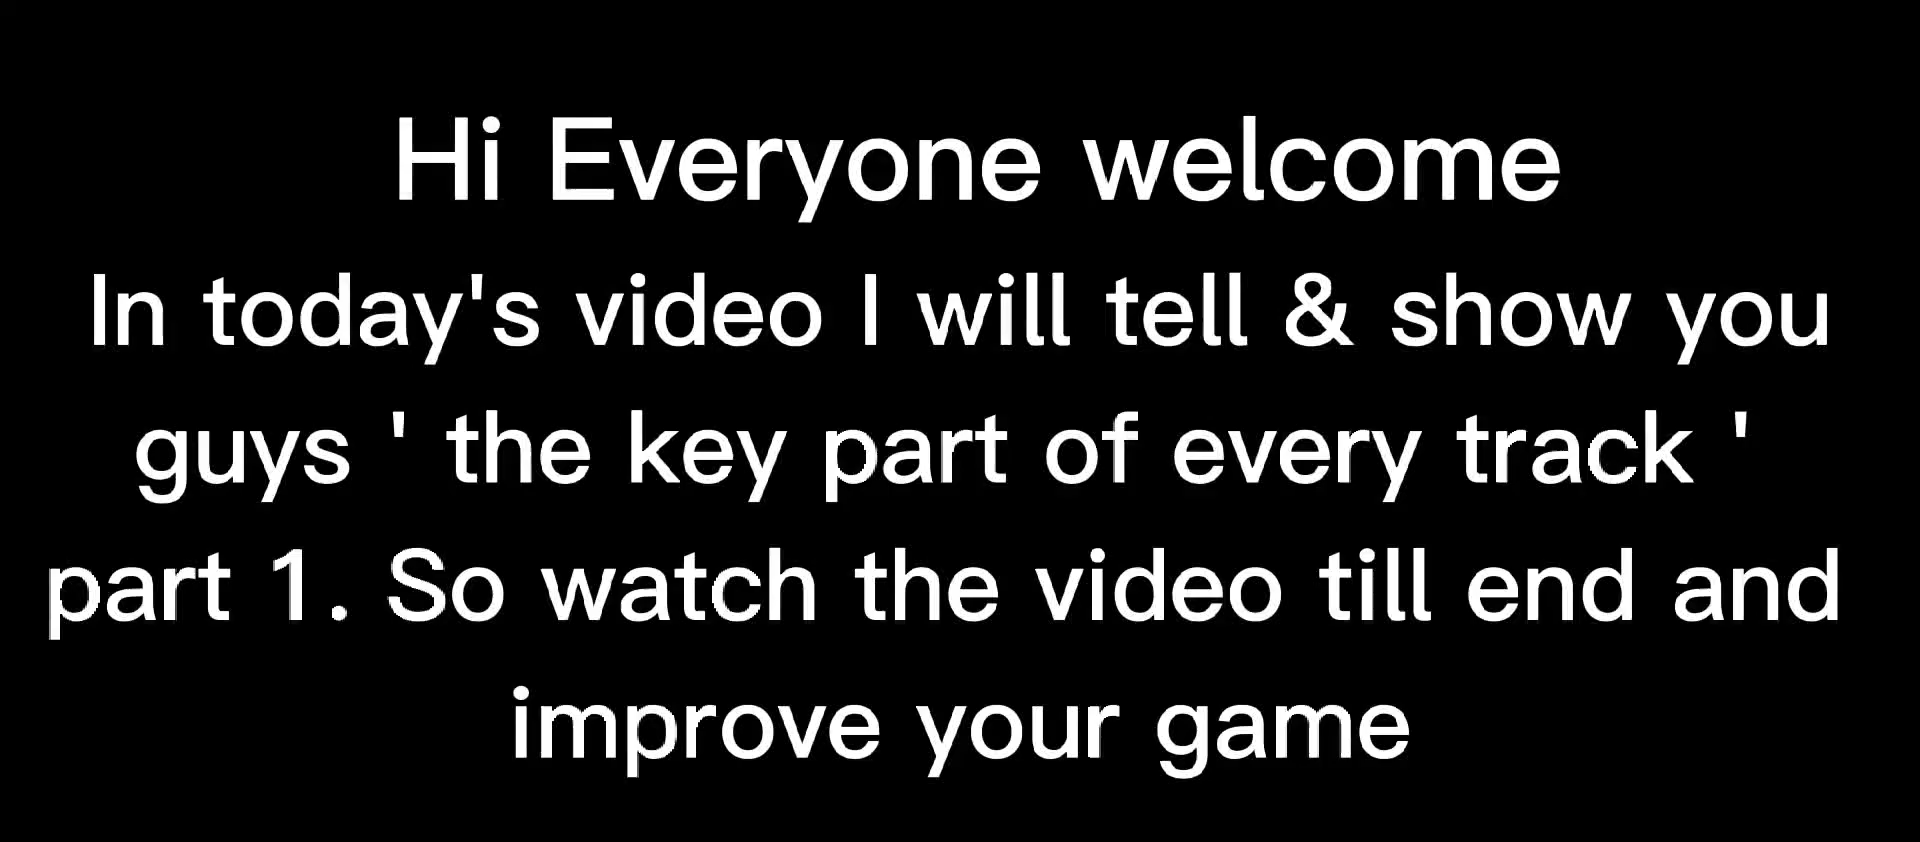 Hi Everyone welcome
In today's video I will tell & show you
guys ' the key part of every track '
part 1. So watch the video till end and
improve your game